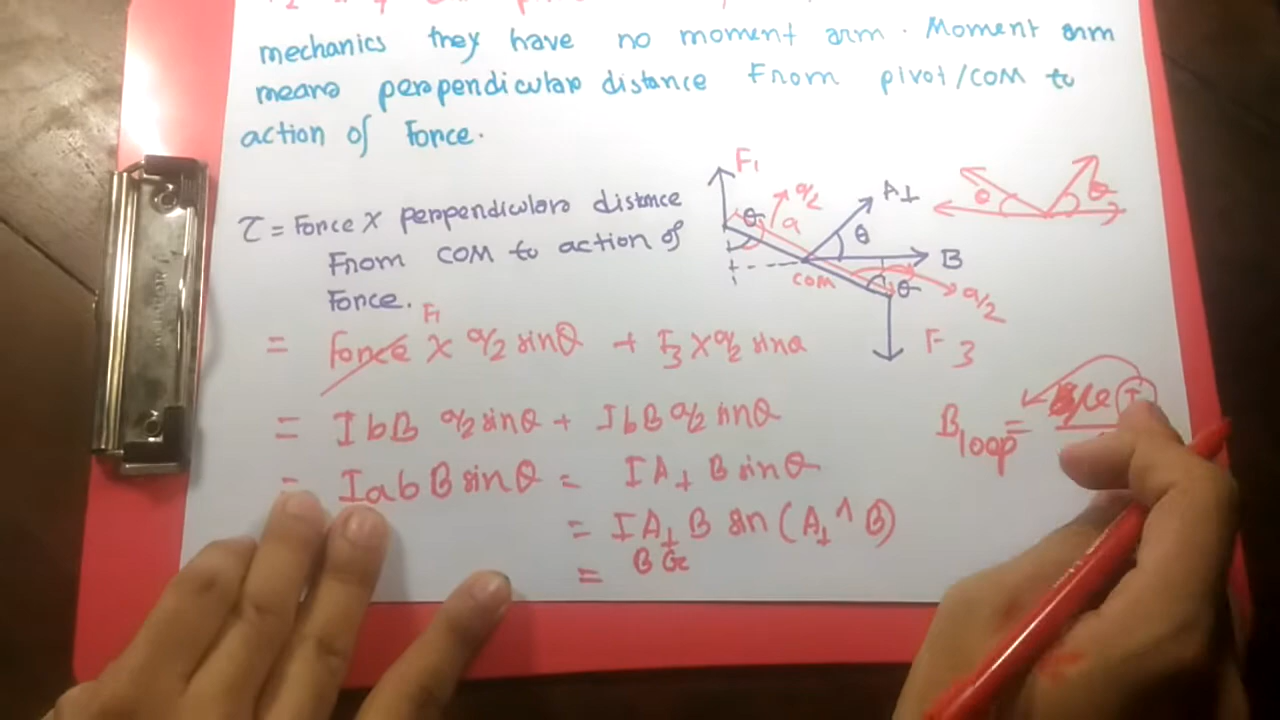 mechanics they have no moment arm. Moment arm
means perpendicular distance From pivot/COM to
action of Force.
τ = Force × perpendicular distance
From COM to action of
Force.
= Force F₁ × a/2 sinθ + F₃ × a/2 sinθ
= IbB a/2 sinθ + IbB a/2 sinθ
= IabB sinθ = IA⊥ B sinθ
= IA⊥ B sin(A⊥ ^ B)
=
F₁
θ
a/2
a
A⊥
θ
B
COM
θ
a/2
F₃
θ
θ
B loop =